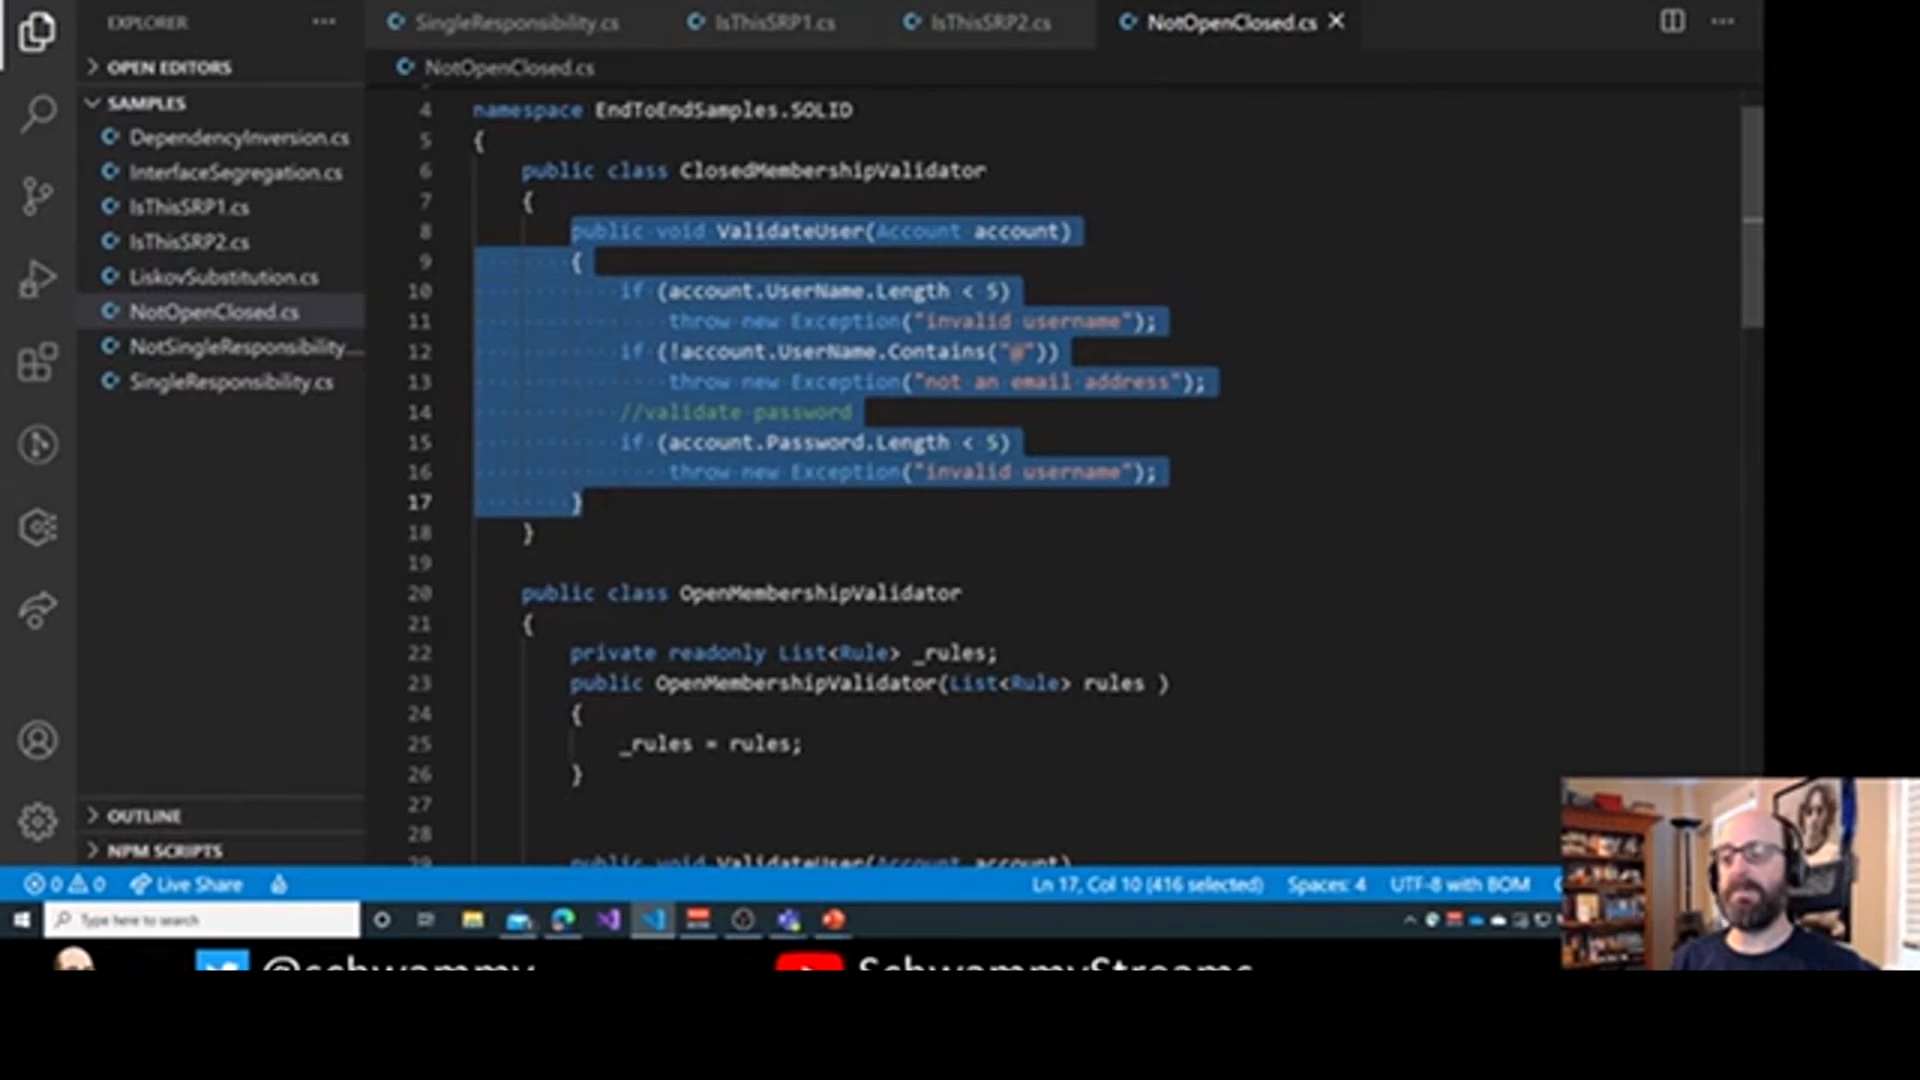 EXPLORER
OPEN EDITORS
SAMPLES
DependencyInversion.cs
InterfaceSegregation.cs
IsThisSRP1.cs
IsThisSRP2.cs
LiskovSubstitution.cs
NotOpenClosed.cs
NotSingleResponsibility...
SingleResponsibility.cs
OUTLINE
NPM SCRIPTS
SingleResponsibility.cs IsThisSRP1.cs IsThisSRP2.cs NotOpenClosed.cs
NotOpenClosed.cs
4 namespace EndToEndSamples.SOLID
5 {
6 public class ClosedMembershipValidator
7 {
8 public void ValidateUser(Account account)
9 {
10 if (account.UserName.Length < 5)
11 throw new Exception("invalid username");
12 if (!account.UserName.Contains("@"))
13 throw new Exception("not an email address");
14 //validate password
15 if (account.Password.Length < 5)
16 throw new Exception("invalid username");
17 }
18 }
19
20 public class OpenMembershipValidator
21 {
22 private readonly List<Rule> _rules;
23 public OpenMembershipValidator(List<Rule> rules )
24 {
25 _rules = rules;
26 }
27
28
29 public void ValidateUser(Account account)
0 0 Live Share Ln 17, Col 10 (416 selected) Spaces: 4 UTF-8 with BOM
Type here to search
@schwammy SchwammyStreams